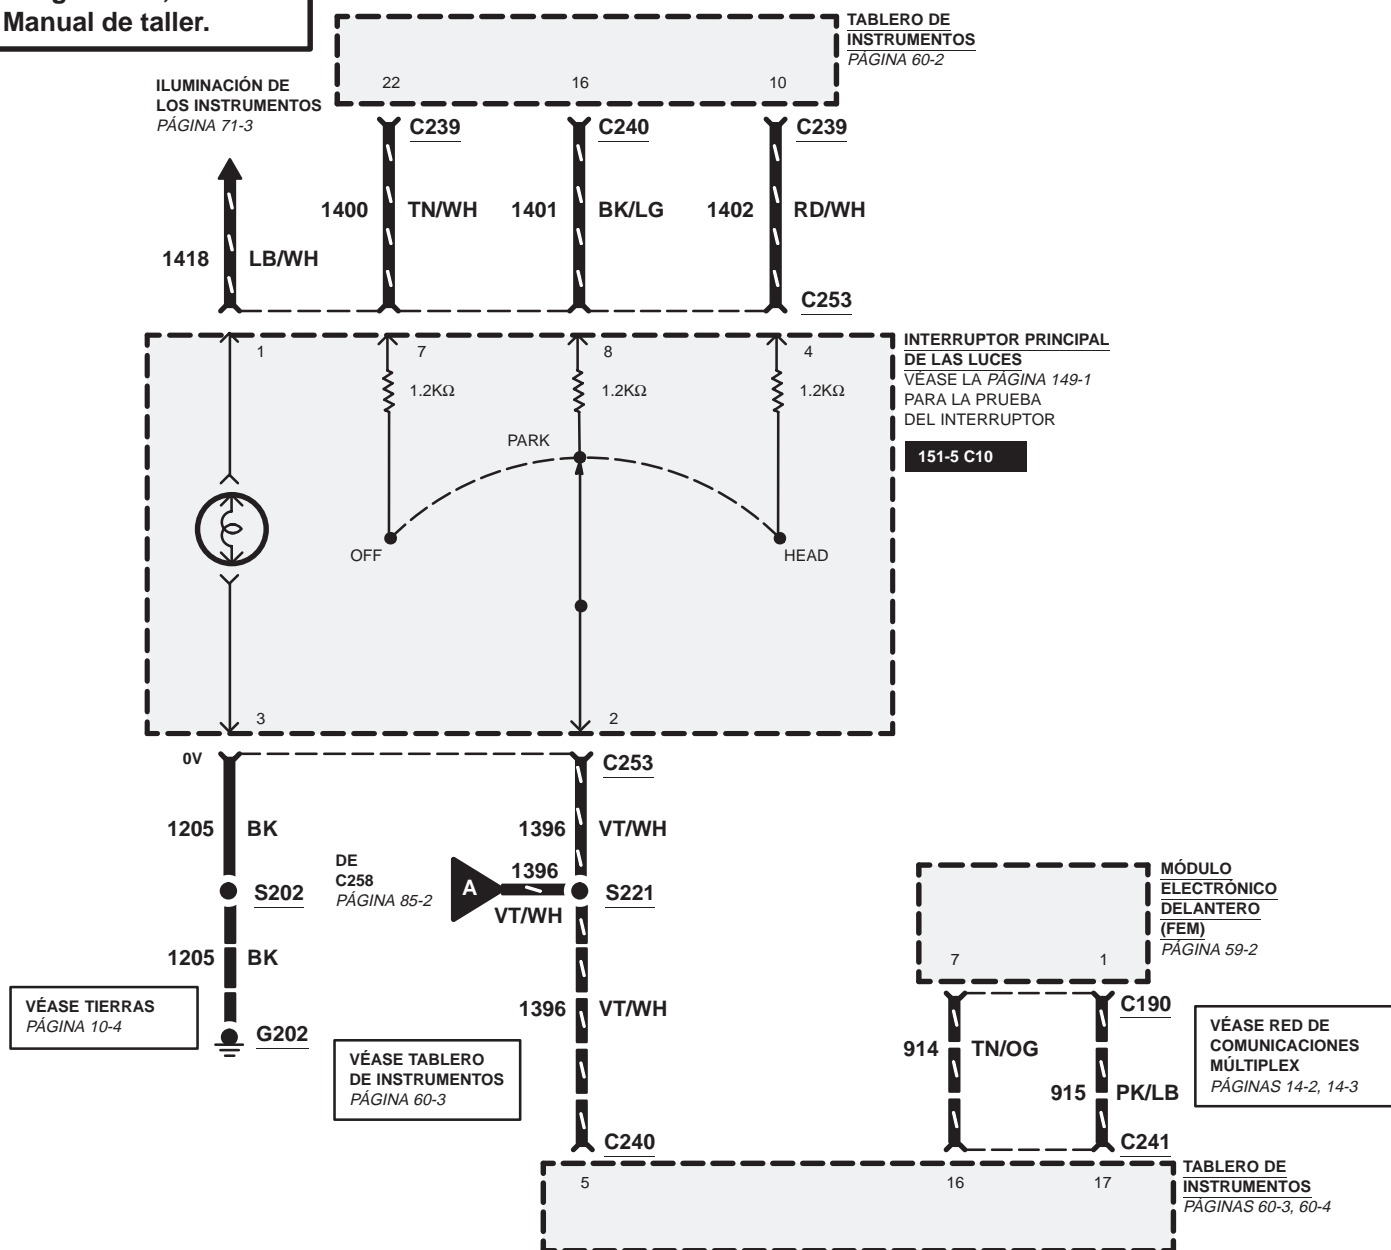 Manual de taller.
TABLERO DE
INSTRUMENTOS
PÁGINA 60-2
22
16
10
ILUMINACIÓN DE
LOS INSTRUMENTOS
PÁGINA 71-3
C239
C240
C239
1400
TN/WH
1401
BK/LG
1402
RD/WH
1418
LB/WH
C253
INTERRUPTOR PRINCIPAL
DE LAS LUCES
VÉASE LA PÁGINA 149-1
PARA LA PRUEBA
DEL INTERRUPTOR
151-5 C10
1
7
8
4
1.2KΩ
1.2KΩ
1.2KΩ
PARK
OFF
HEAD
3
2
0V
C253
1205
BK
1396
VT/WH
DE
C258
PÁGINA 85-2
A
1396
VT/WH
S202
S221
1205
BK
1396
VT/WH
VÉASE TIERRAS
PÁGINA 10-4
G202
VÉASE TABLERO
DE INSTRUMENTOS
PÁGINA 60-3
MÓDULO
ELECTRÓNICO
DELANTERO
(FEM)
PÁGINA 59-2
7
1
C190
914
TN/OG
915
PK/LB
VÉASE RED DE
COMUNICACIONES
MÚLTIPLEX
PÁGINAS 14-2, 14-3
C240
C241
5
16
17
TABLERO DE
INSTRUMENTOS
PÁGINAS 60-3, 60-4